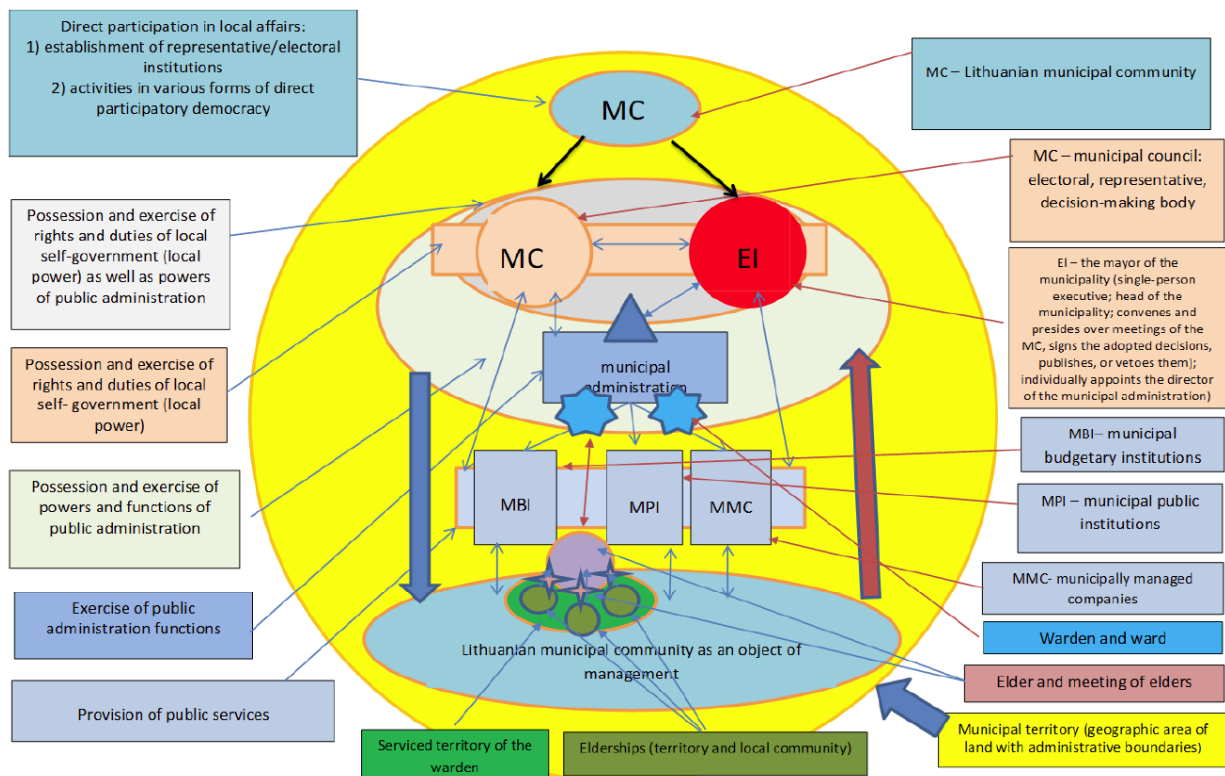 Direct participation in local affairs:
1) establishment of representative/electoral
institutions
2) activities in various forms of direct
participatory democracy
MC
MC – Lithuanian municipal community
MC – municipal council:
electoral, representative,
decision-making body
Possession and exercise of
rights and duties of local
self-government (local
power) as well as powers
of public administration
MC
EI
EI – the mayor of the
municipality (single-person
executive; head of the
municipality; convenes and
presides over meetings of the
MC, signs the adopted decisions,
publishes, or vetoes them);
individually appoints the director
of the municipal administration)
Possession and exercise of
rights and duties of local
self- government (local
power)
municipal
administration
MBI– municipal
budgetary institutions
Possession and exercise of
powers and functions of
public administration
MBI
MPI
MMC
MPI – municipal public
institutions
MMC- municipally managed
companies
Exercise of public
administration functions
Warden and ward
Lithuanian municipal community as an object of
management
Elder and meeting of elders
Provision of public services
Serviced territory of the
warden
Elderships (territory and local community)
Municipal territory (geographic area of
land with administrative boundaries)